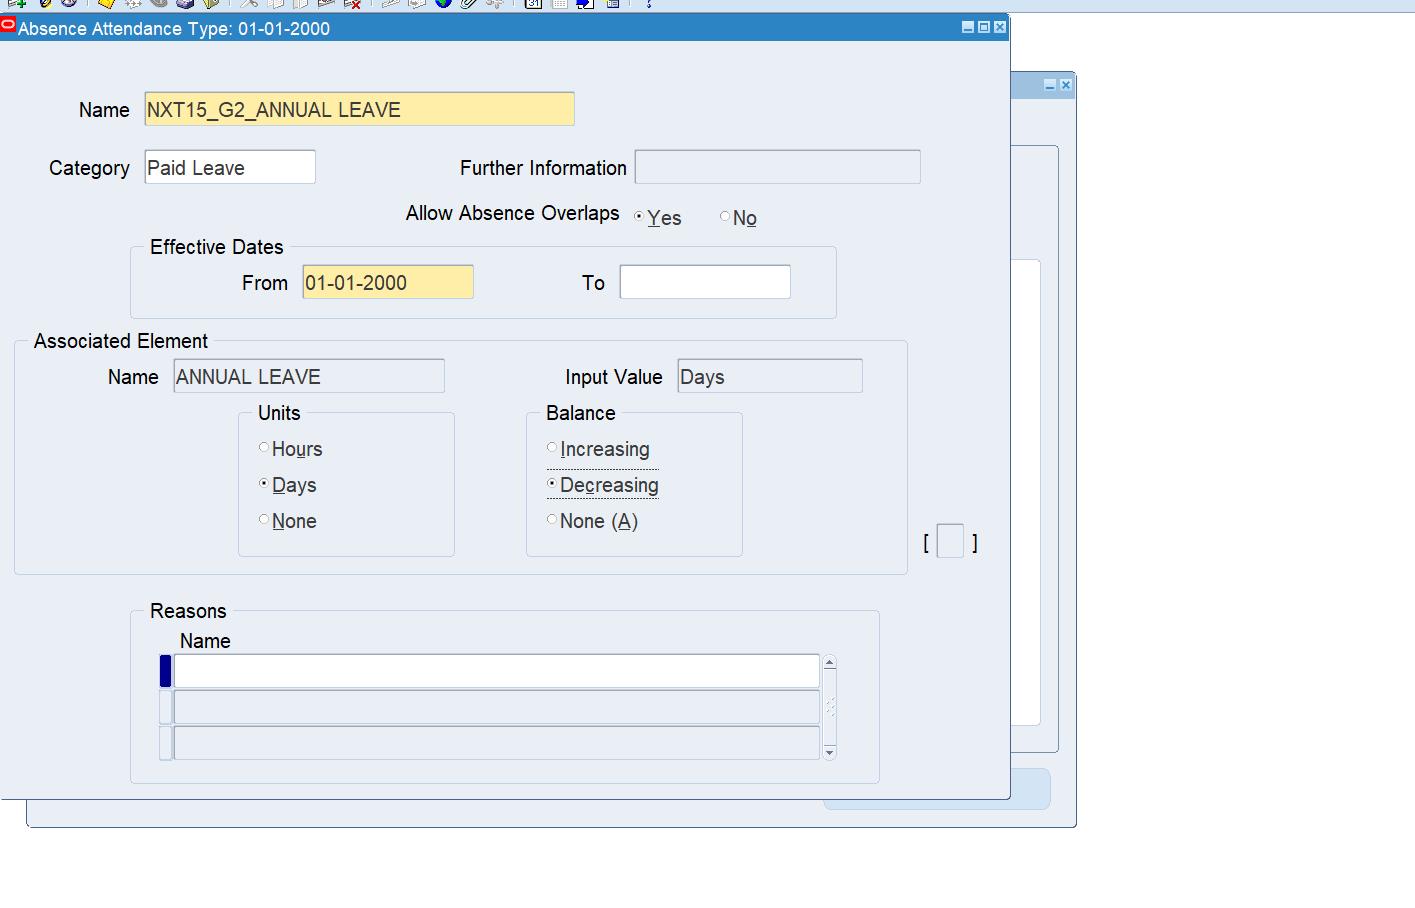 Absence Attendance Type: 01-01-2000
Name NXT15_G2_ANNUAL LEAVE
Category Paid Leave Further Information
Allow Absence Overlaps Yes No
Effective Dates
From 01-01-2000 To
Associated Element
Name ANNUAL LEAVE Input Value Days
Units Balance
Hours Increasing
Days Decreasing
None None (A)
[ ]
Reasons
Name